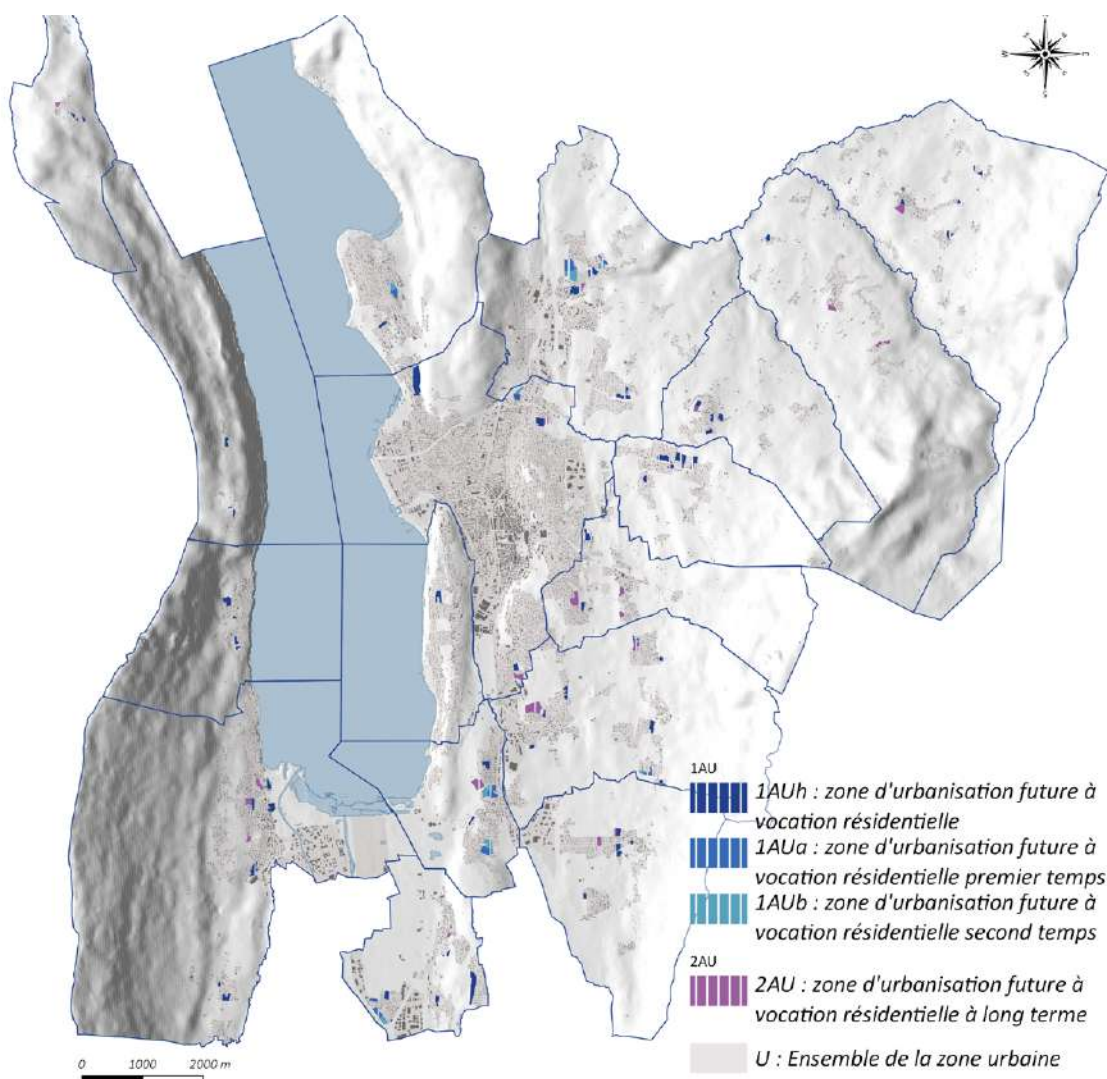 1AU
1AUh : zone d'urbanisation future à
vocation résidentielle
1AUa : zone d'urbanisation future à
vocation résidentielle premier temps
1AUb : zone d'urbanisation future à
vocation résidentielle second temps
2AU
2AU : zone d'urbanisation future à
vocation résidentielle à long terme
U : Ensemble de la zone urbaine
0 1000 2000 m